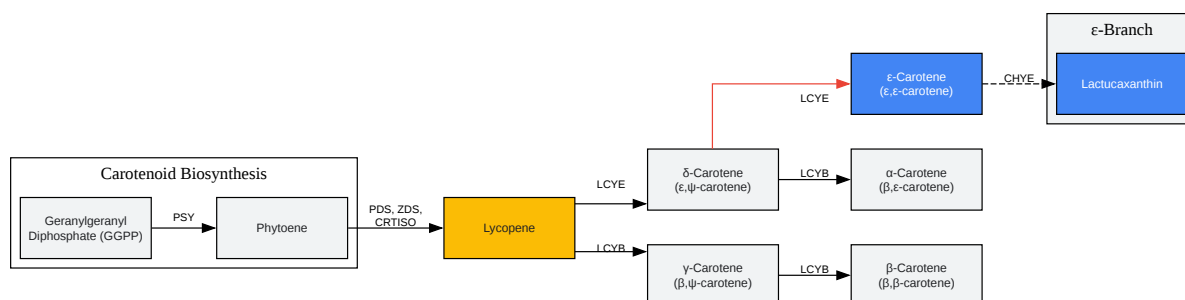 ε-Branch
ε-Carotene
(ε,ε-carotene)
CHYE
Lactucaxanthin
LCYE
Carotenoid Biosynthesis
δ-Carotene
(ε,ψ-carotene)
LCYB
α-Carotene
(β,ε-carotene)
LCYE
Geranylgeranyl
Diphosphate (GGPP)
PSY
Phytoene
PDS, ZDS,
CRTISO
Lycopene
LCYB
γ-Carotene
(β,ψ-carotene)
LCYB
β-Carotene
(β,β-carotene)